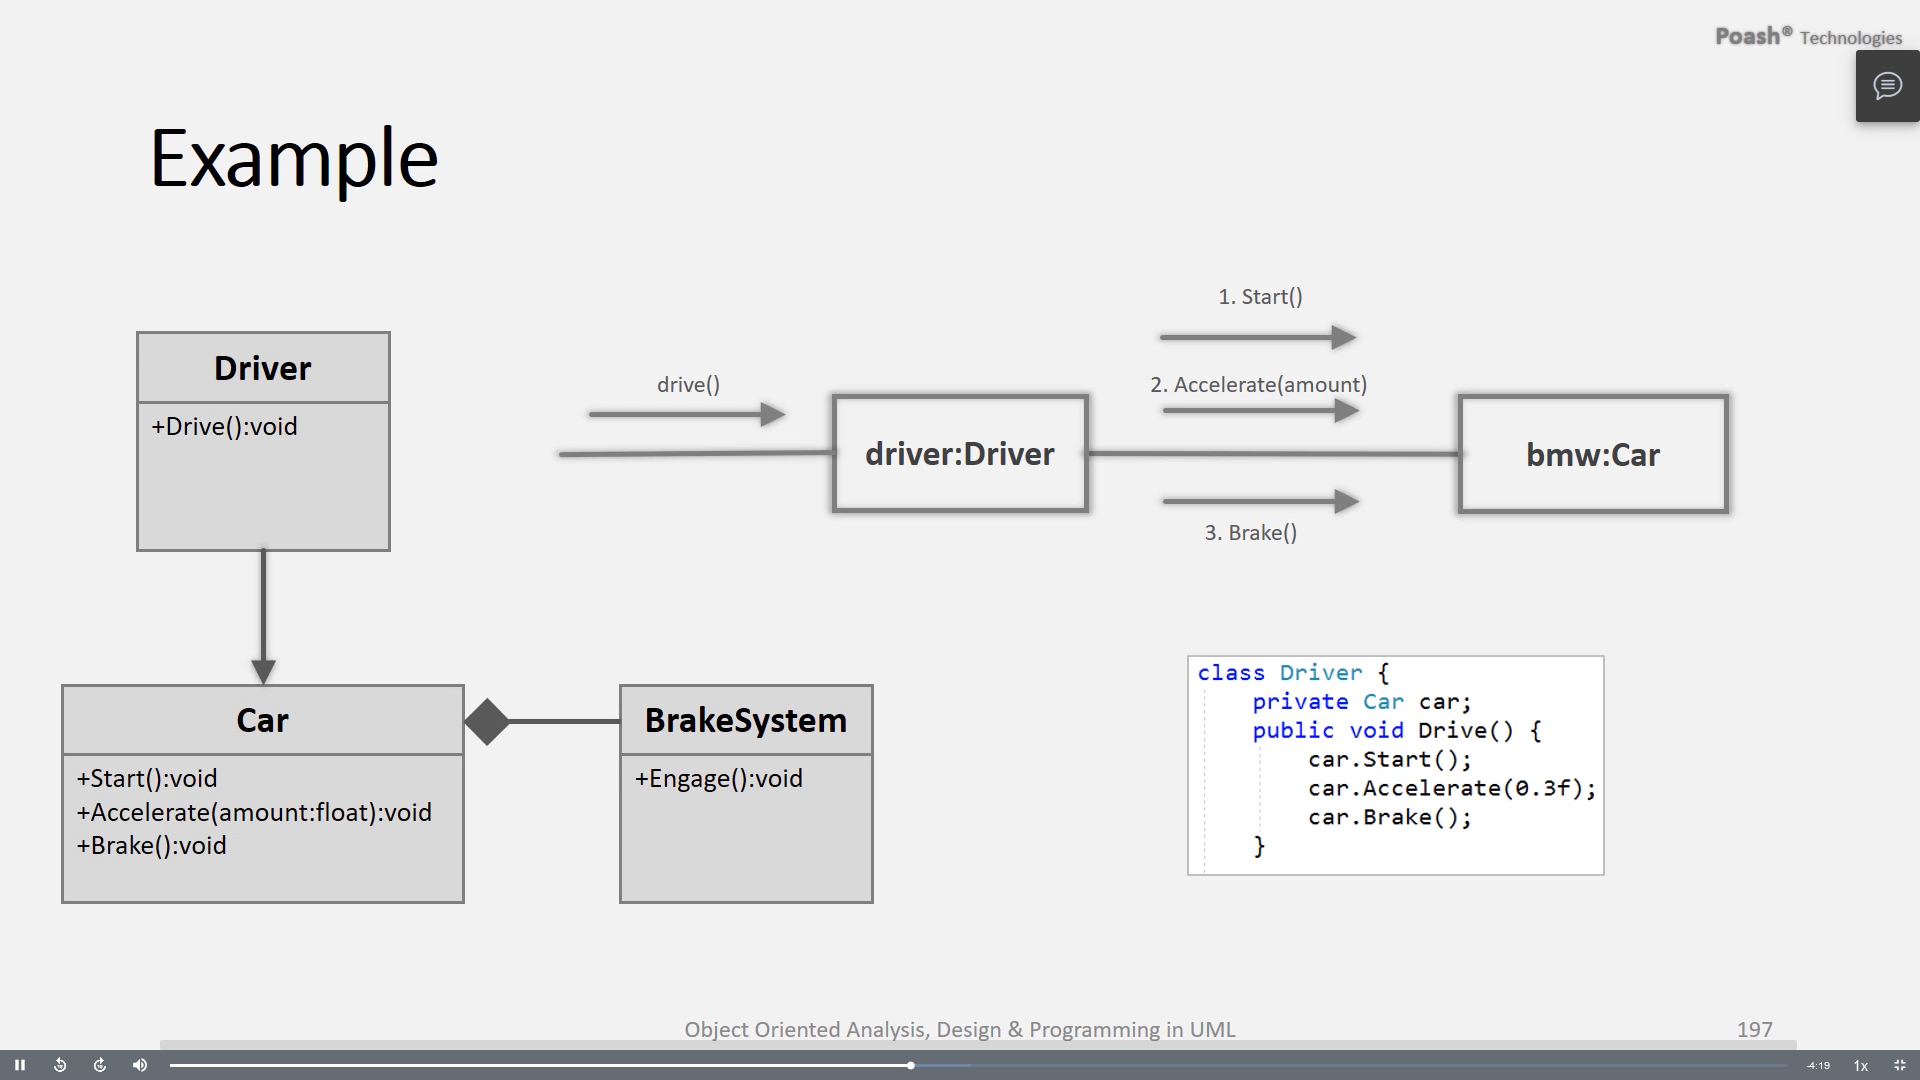 Poash® Technologies
Example
Driver
+Drive():void
drive()
driver:Driver
1. Start()
2. Accelerate(amount)
3. Brake()
bmw:Car
Car
+Start():void
+Accelerate(amount:float):void
+Brake():void
BrakeSystem
+Engage():void
class Driver {
    private Car car;
    public void Drive() {
        car.Start();
        car.Accelerate(0.3f);
        car.Brake();
    }
Object Oriented Analysis, Design & Programming in UML
197
-4:19
1x